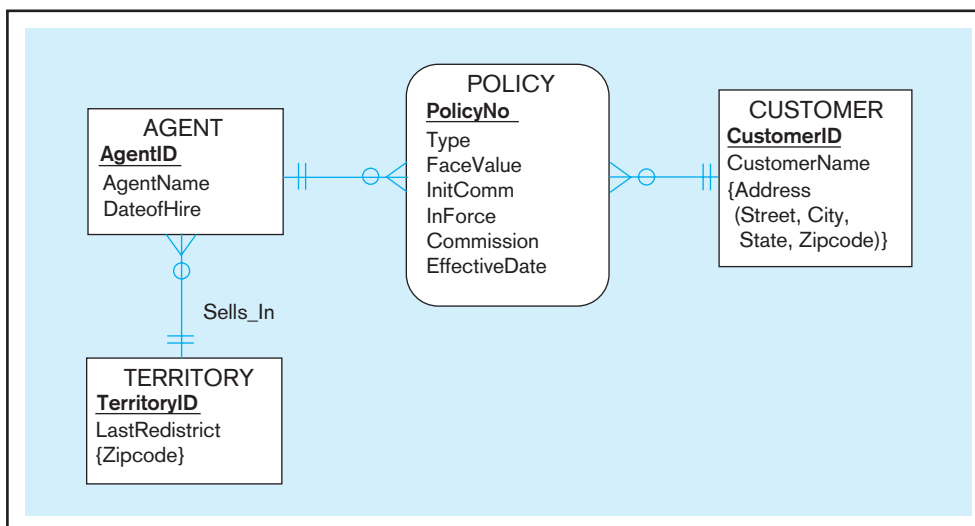 AGENT
AgentID
AgentName
DateofHire
POLICY
PolicyNo
Type
FaceValue
InitComm
InForce
Commission
EffectiveDate
CUSTOMER
CustomerID
CustomerName
{Address
(Street, City,
State, Zipcode)}
Sells_In
TERRITORY
TerritoryID
LastRedistrict
{Zipcode}